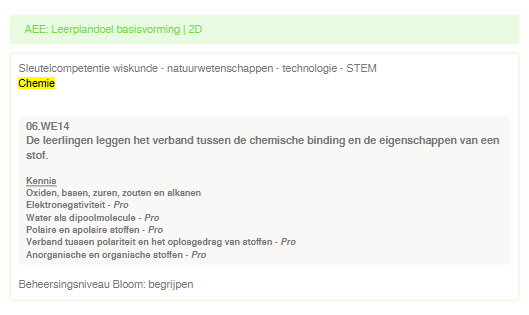 AEE: Leerplandoel basisvorming | 2D
Sleutelcompetentie wiskunde - natuurwetenschappen - technologie - STEM
Chemie
06.WE14
De leerlingen leggen het verband tussen de chemische binding en de eigenschappen van een
stof.
Kennis
Oxiden, basen, zuren, zouten en alkanen
Elektronegativiteit - Pro
Water als dipoolmolecule - Pro
Polaire en apolaire stoffen - Pro
Verband tussen polariteit en het oplosgedrag van stoffen - Pro
Anorganische en organische stoffen - Pro
Beheersingsniveau Bloom: begrijpen